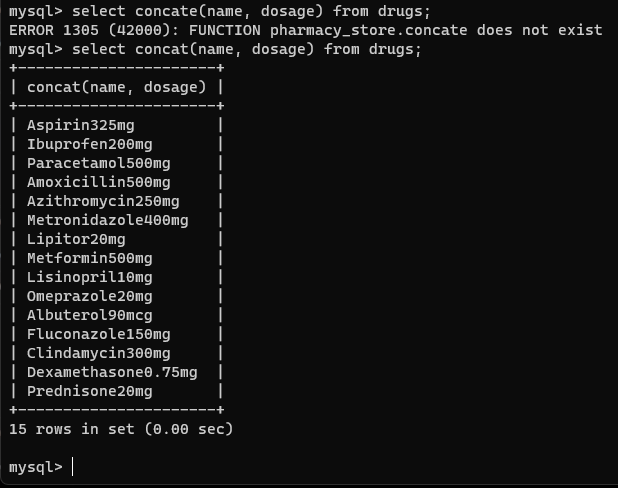 mysql> select concate(name, dosage) from drugs;
ERROR 1305 (42000): FUNCTION pharmacy_store.concate does not exist
mysql> select concat(name, dosage) from drugs;
+----------------------+
| concat(name, dosage) |
+----------------------+
| Aspirin325mg         |
| Ibuprofen200mg       |
| Paracetamol500mg     |
| Amoxicillin500mg     |
| Azithromycin250mg    |
| Metronidazole400mg   |
| Lipitor20mg          |
| Metformin500mg       |
| Lisinopril10mg       |
| Omeprazole20mg       |
| Albuterol90mcg       |
| Fluconazole150mg     |
| Clindamycin300mg     |
| Dexamethasone0.75mg  |
| Prednisone20mg       |
+----------------------+
15 rows in set (0.00 sec)
mysql>